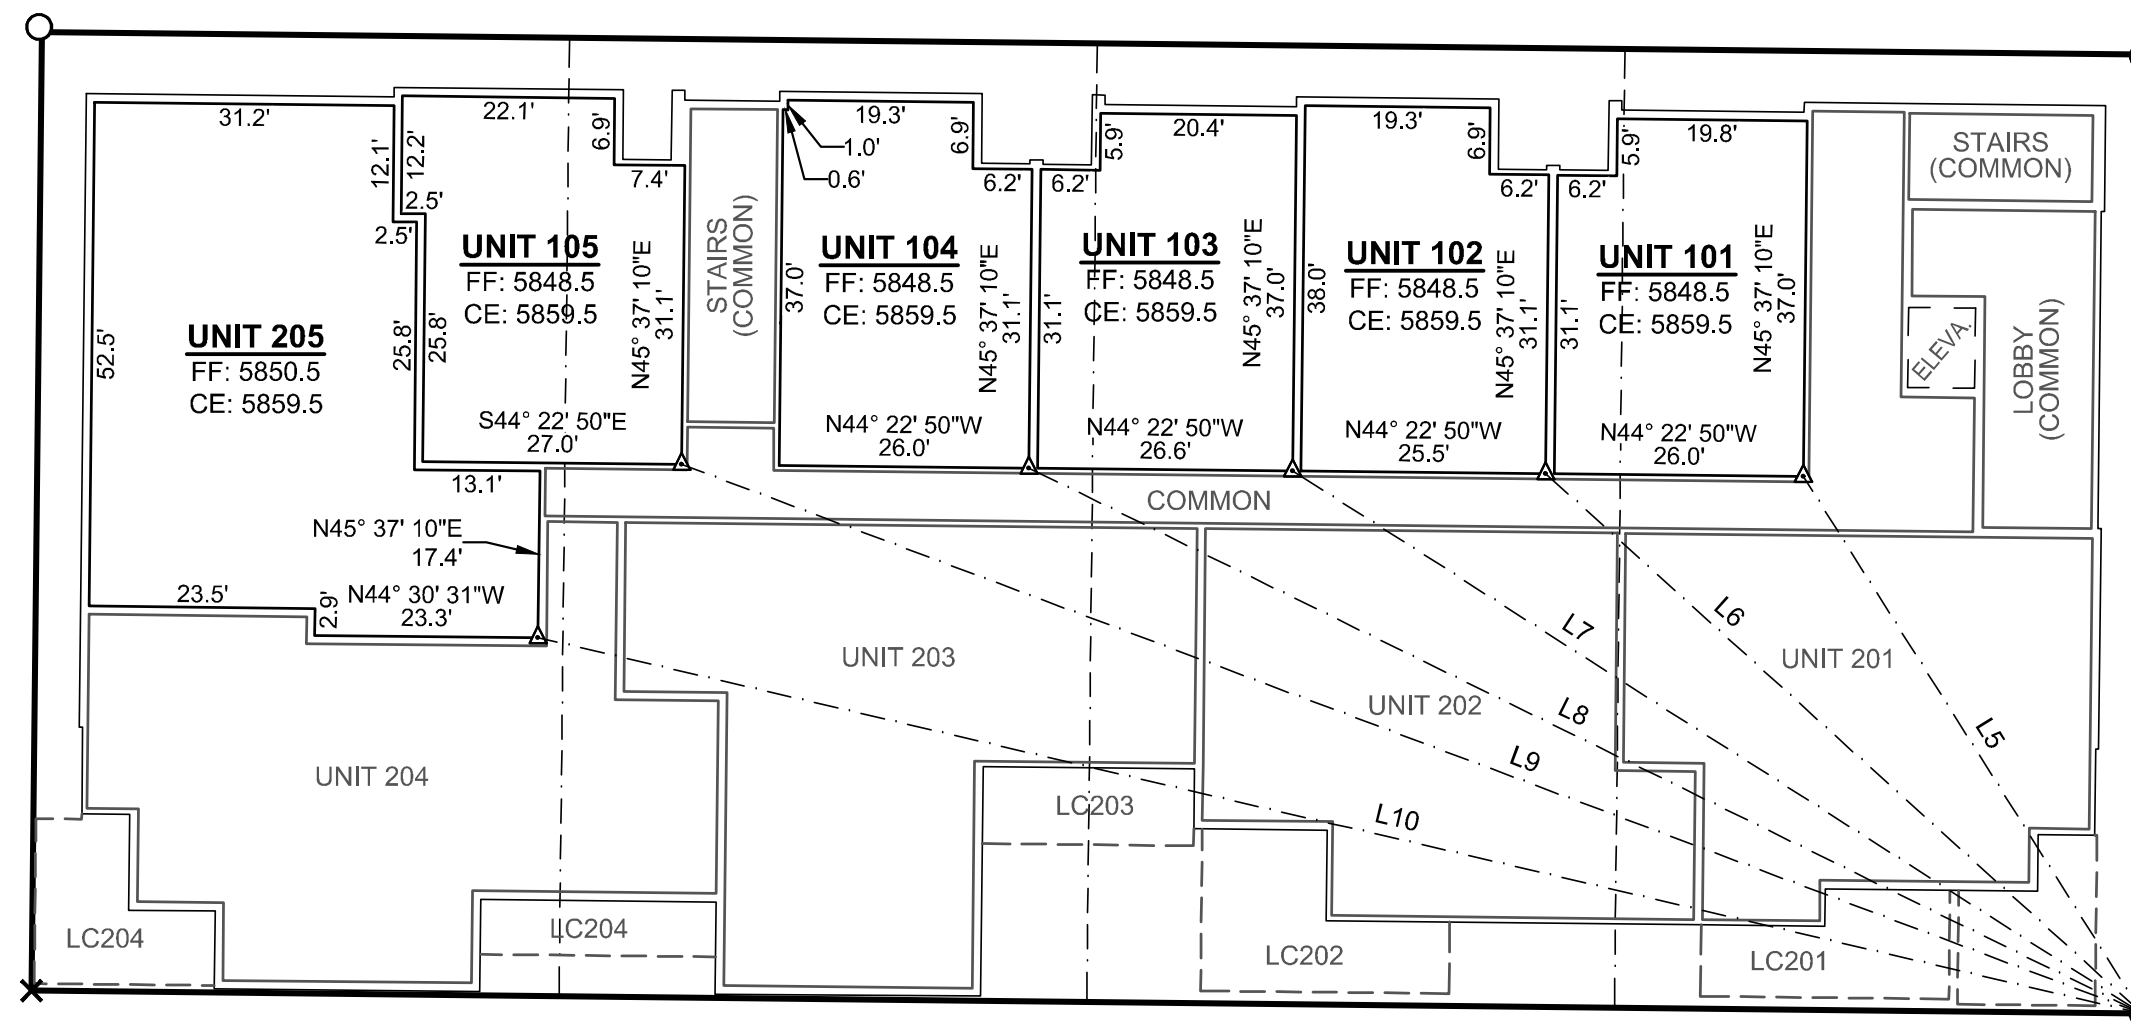 31.2'
22.1'
6.9'
12.1'
12.2'
2.5'
2.5'
7.4'
UNIT 105
FF: 5848.5
CE: 5859.5
N45° 37' 10"E
31.1'
25.8'
25.8'
S44° 22' 50"E
27.0'
UNIT 205
FF: 5850.5
CE: 5859.5
52.5'
13.1'
N45° 37' 10"E
17.4'
23.5'
2.9'
N44° 30' 31"W
23.3'
STAIRS
(COMMON)
19.3'
1.0'
0.6'
6.9'
6.2'
UNIT 104
FF: 5848.5
CE: 5859.5
37.0'
N45° 37' 10"E
31.1'
N44° 22' 50"W
26.0'
20.4'
5.9'
6.2'
UNIT 103
FF: 5848.5
CE: 5859.5
31.1'
N45° 37' 10"E
37.0'
N44° 22' 50"W
26.6'
19.3'
6.9'
6.2'
UNIT 102
FF: 5848.5
CE: 5859.5
38.0'
N45° 37' 10"E
31.11'
N44° 22' 50"W
25.5'
19.8'
5.9'
6.2'
UNIT 101
FF: 5848.5
CE: 5859.5
31.1'
N45° 37' 10"E
37.0'
N44° 22' 50"W
26.0'
STAIRS
(COMMON)
ELEVA.
LOBBY
(COMMON)
COMMON
UNIT 203
UNIT 202
UNIT 201
UNIT 204
L5
L6
L7
L8
L9
L10
LC203
LC204
LC204
LC202
LC201